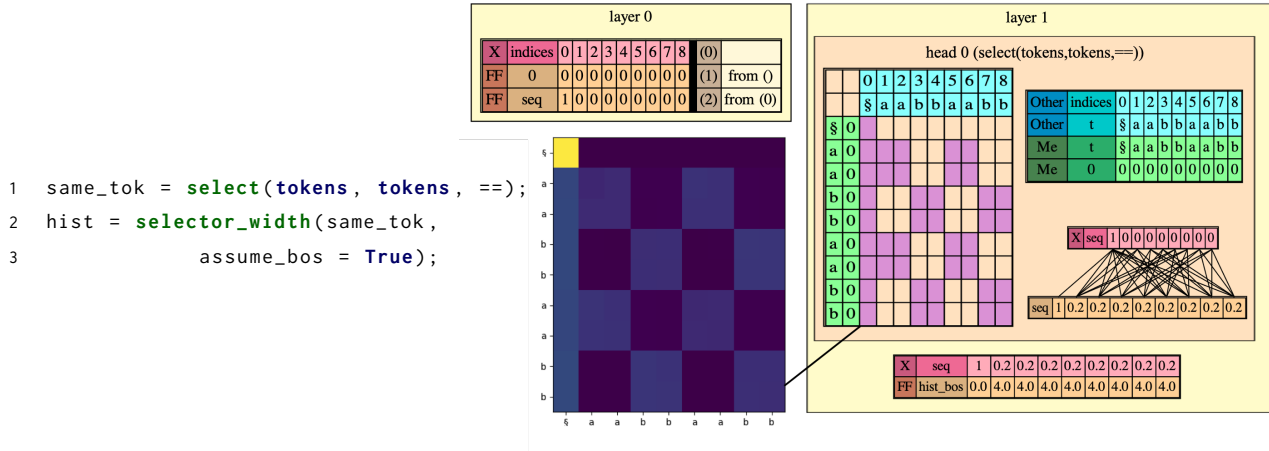 1 same_tok = select(tokens, tokens, ==);
2 hist = selector_width(same_tok,
3 assume_bos = True);
layer 0
X indices 0 1 2 3 4 5 6 7 8 (0)
FF 0 0 0 0 0 0 0 0 0 0 (1) from ()
FF seq 1 0 0 0 0 0 0 0 0 (2) from (0)
§
a
a
b
b
a
a
b
b
§ a a b b a a b b
layer 1
head 0 (select(tokens,tokens,==))
0 1 2 3 4 5 6 7 8
§ a a b b a a b b
§ 0
a 0
a 0
b 0
b 0
a 0
a 0
b 0
b 0
Other indices 0 1 2 3 4 5 6 7 8
Other t § a a b b a a b b
Me t § a a b b a a b b
Me 0 0 0 0 0 0 0 0 0 0
X seq 1 0 0 0 0 0 0 0 0
seq 1 0.2 0.2 0.2 0.2 0.2 0.2 0.2 0.2
X seq 1 0.2 0.2 0.2 0.2 0.2 0.2 0.2 0.2
FF hist_bos 0.0 4.0 4.0 4.0 4.0 4.0 4.0 4.0 4.0